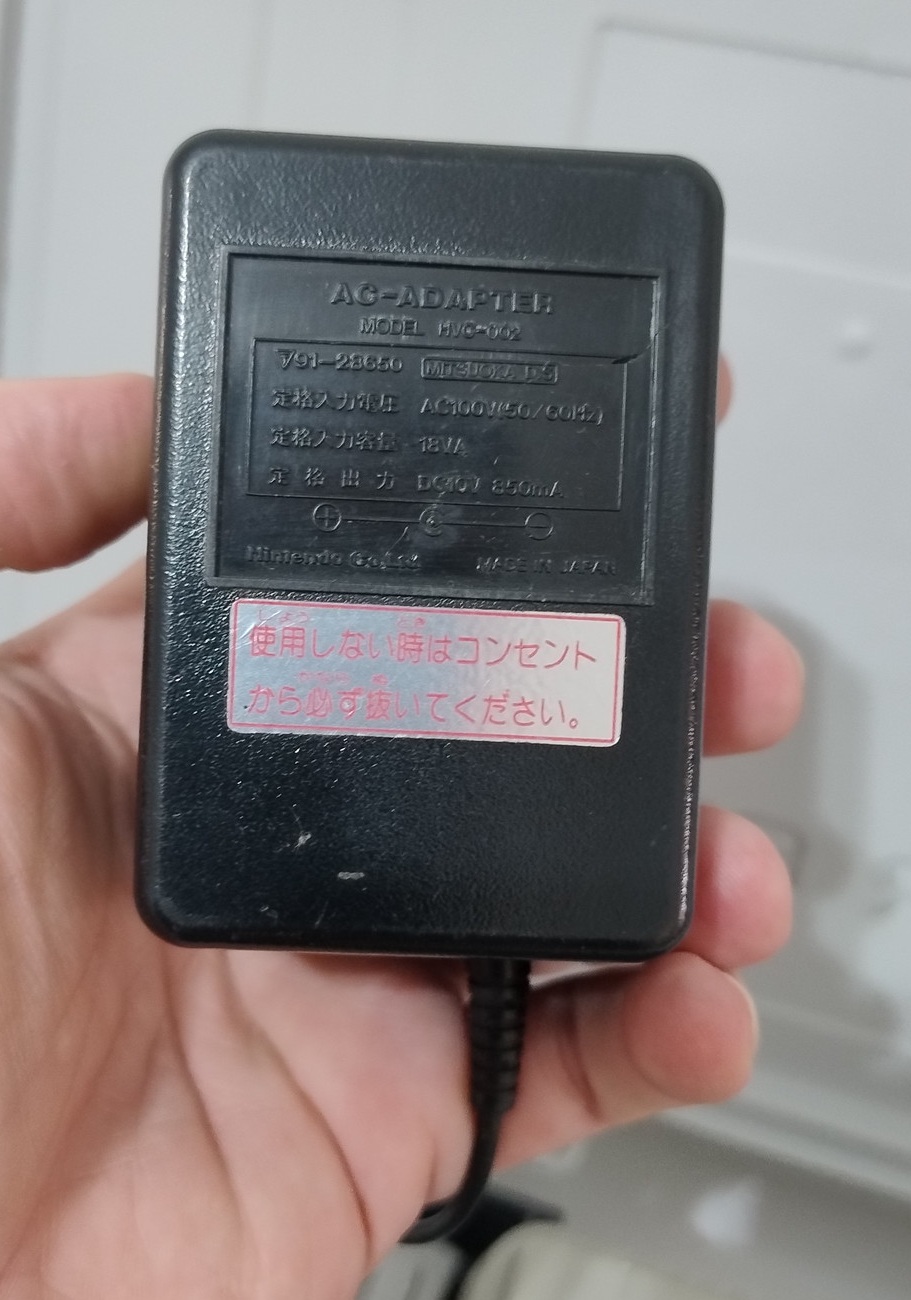 AC-ADAPTER
MODEL HVC-002
▽91-28650 MITSUOKA D.S
定格入力電圧 AC100V(50/60Hz)
定格入力容量 18VA
定格出力 DC10V 850mA
Nintendo Co., Ltd. MADE IN JAPAN
使用しない時はコンセント
から必ず抜いてください。